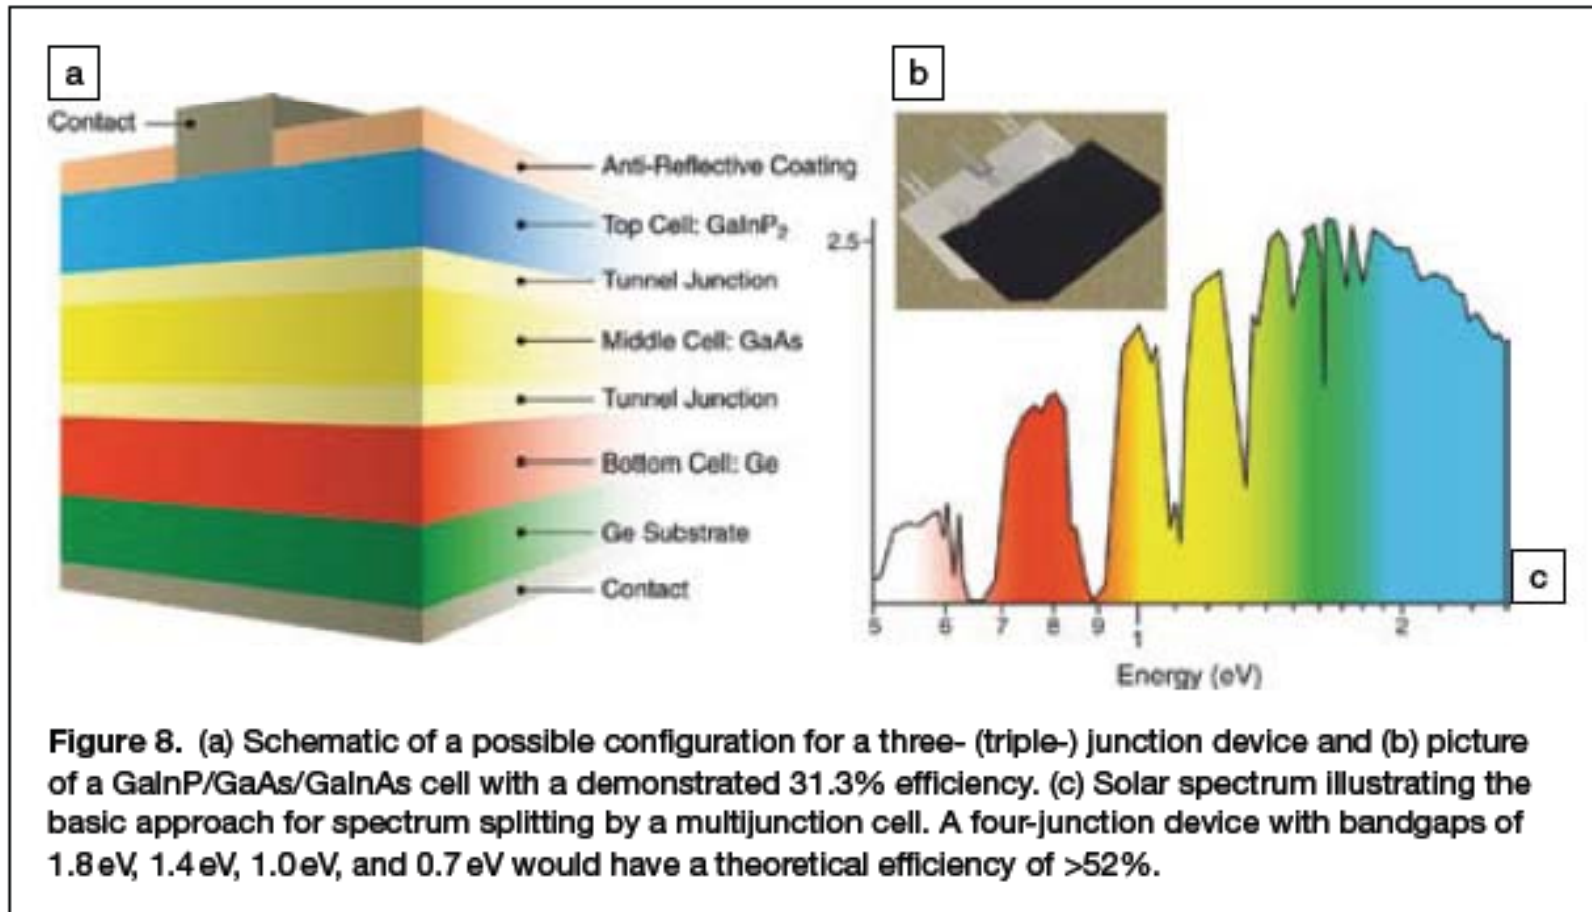 a
Contact
Anti-Reflective Coating
Top Cell: GaInP₂
Tunnel Junction
Middle Cell: GaAs
Tunnel Junction
Bottom Cell: Ge
Ge Substrate
Contact
b
2.5
c
5 6 7 8 9 1 2
Energy (eV)
Figure 8. (a) Schematic of a possible configuration for a three- (triple-) junction device and (b) picture
of a GaInP/GaAs/GaInAs cell with a demonstrated 31.3% efficiency. (c) Solar spectrum illustrating the
basic approach for spectrum splitting by a multijunction cell. A four-junction device with bandgaps of
1.8 eV, 1.4 eV, 1.0 eV, and 0.7 eV would have a theoretical efficiency of >52%.